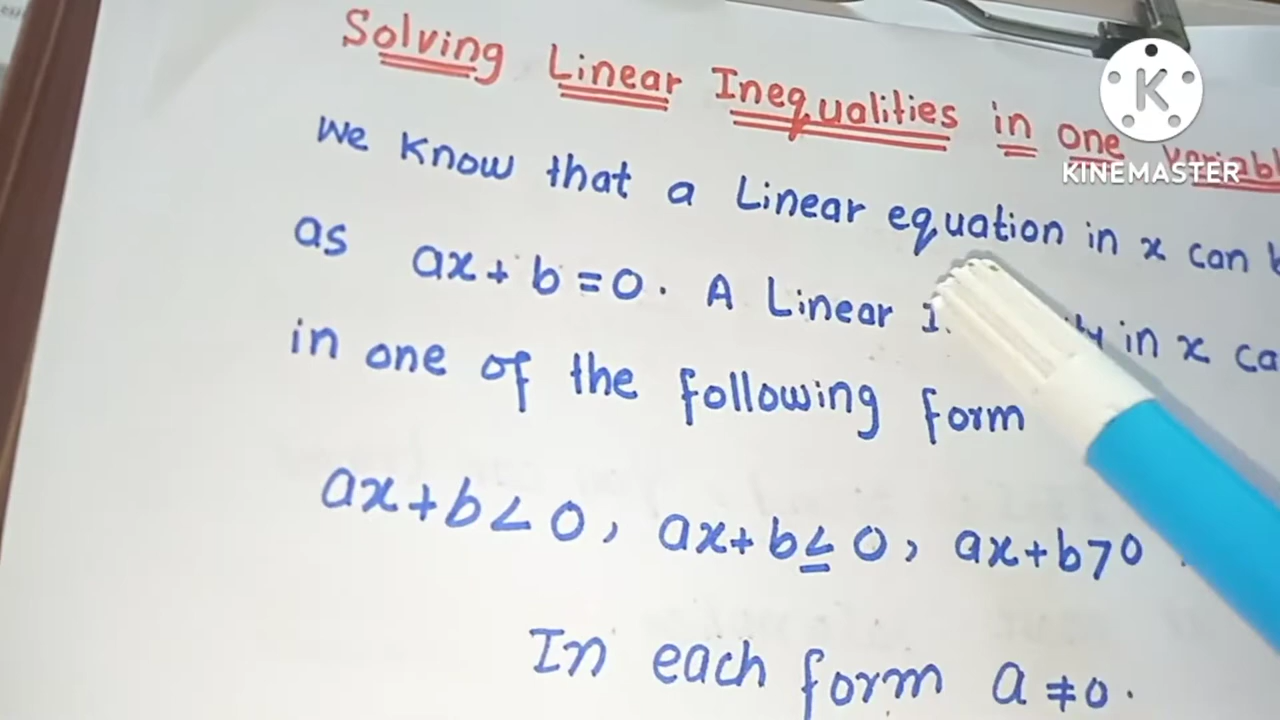 Solving Linear Inequalities in one
We know that a Linear equation in x can
as ax + b = 0. A Linear in x
in one of the following form
ax+b < 0, ax+b ≤ 0, ax+b > 0
In each form a ≠ 0.
K
KINEMASTER